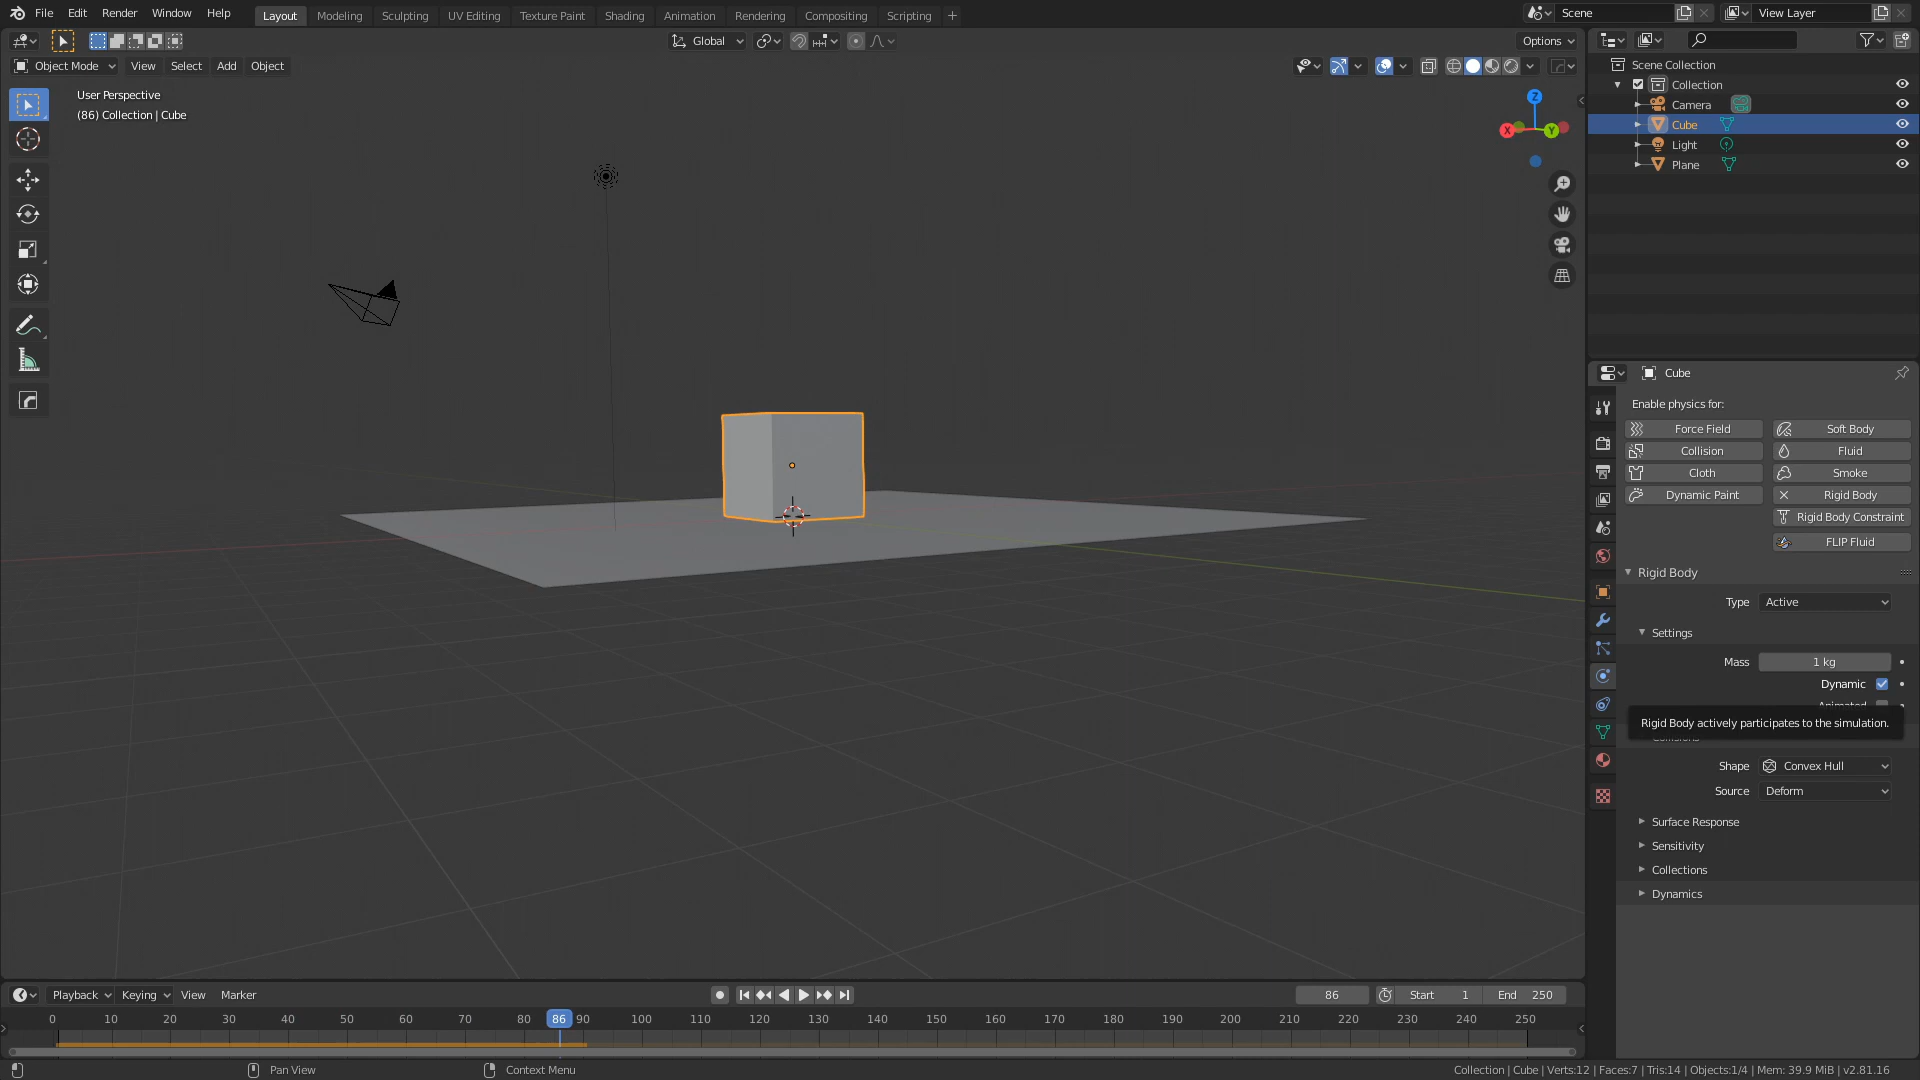 File Edit Render Window Help Layout Modeling Sculpting UV Editing Texture Paint Shading Animation Rendering Compositing Scripting + Scene View Layer
Global Options
Object Mode View Select Add Object
User Perspective
(86) Collection | Cube
Z
X Y
Scene Collection
Collection
Camera
Cube
Light
Plane
Cube
Enable physics for:
Force Field Soft Body
Collision Fluid
Cloth Smoke
Dynamic Paint Rigid Body
Rigid Body Constraint
FLIP Fluid
Rigid Body
Type Active
Settings
Mass 1 kg
Dynamic
Animated
Rigid Body actively participates to the simulation.
Collisions
Shape Convex Hull
Source Deform
Surface Response
Sensitivity
Collections
Dynamics
Playback Keying View Marker 86 Start 1 End 250
0 10 20 30 40 50 60 70 80 86 90 100 110 120 130 140 150 160 170 180 190 200 210 220 230 240 250
Pan View Context Menu Collection | Cube | Verts:12 | Faces:7 | Tris:14 | Objects:1/4 | Mem: 39.9 MiB | v2.81.16